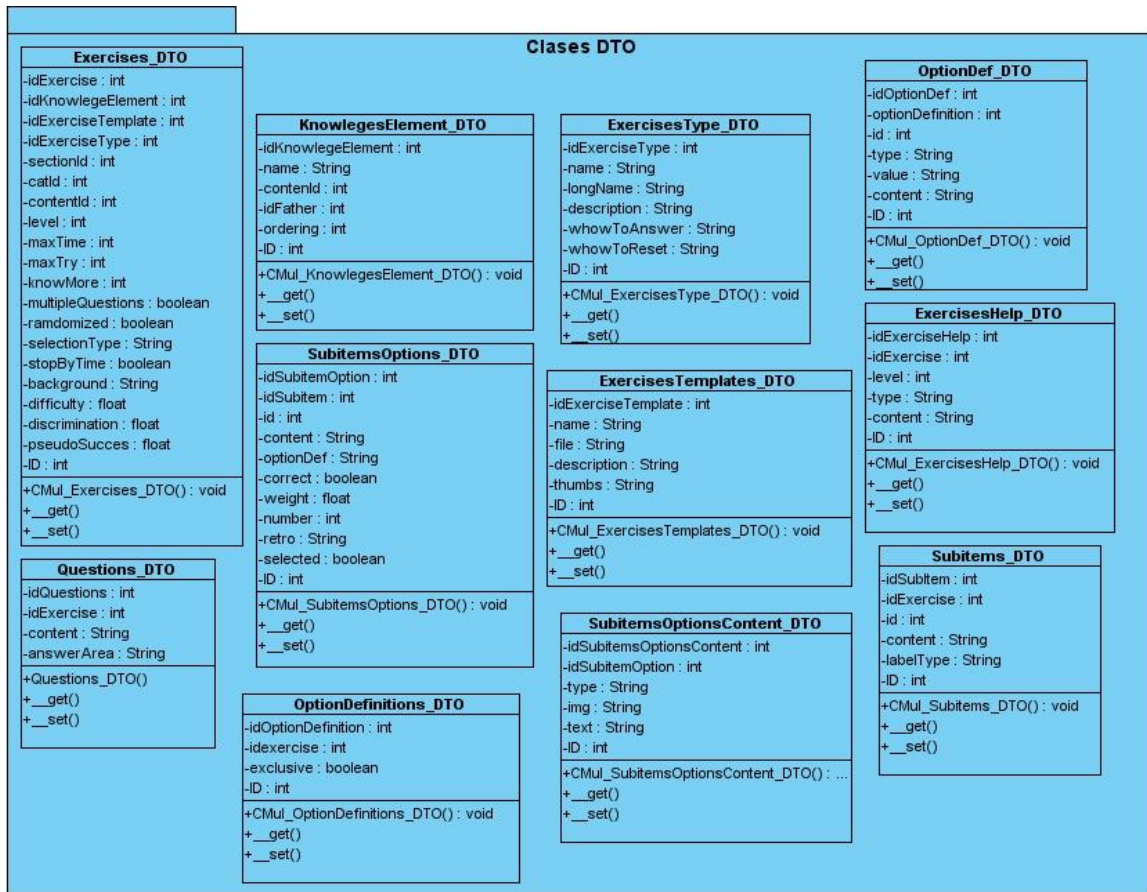 Clases DTO
Exercises_DTO
-idExercise : int
-idKnowlegeElement : int
-idExerciseTemplate : int
-idExerciseType : int
-sectionId : int
-catId : int
-contentId : int
-level : int
-maxTime : int
-maxTry : int
-knowMore : int
-multipleQuestions : boolean
-ramdomized : boolean
-selectionType : String
-stopByTime : boolean
-background : String
-difficulty : float
-discrimination : float
-pseudoSucces : float
-ID : int
+CMul_Exercises_DTO() : void
+__get()
+__set()
Questions_DTO
-idQuestions : int
-idExercise : int
-content : String
-answerArea : String
+Questions_DTO()
+__get()
+__set()
KnowlegesElement_DTO
-idKnowlegeElement : int
-name : String
-contenId : int
-idFather : int
-ordering : int
-ID : int
+CMul_KnowlegesElement_DTO() : void
+__get()
+__set()
SubitemsOptions_DTO
-idSubitemOption : int
-idSubitem : int
-id : int
-content : String
-optionDef : String
-correct : boolean
-weight : float
-number : int
-retro : String
-selected : boolean
-ID : int
+CMul_SubitemsOptions_DTO() : void
+__get()
+__set()
OptionDefinitions_DTO
-idOptionDefinition : int
-idexercise : int
-exclusive : boolean
-ID : int
+CMul_OptionDefinitions_DTO() : void
+__get()
+__set()
ExercisesType_DTO
-idExerciseType : int
-name : String
-longName : String
-description : String
-whowToAnswer : String
-whowToReset : String
-ID : int
+CMul_ExercisesType_DTO() : void
+__get()
+__set()
ExercisesTemplates_DTO
-idExerciseTemplate : int
-name : String
-file : String
-description : String
-thumbs : String
-ID : int
+CMul_ExercisesTemplates_DTO() : void
+__get()
+__set()
SubitemsOptionsContent_DTO
-idSubitemsOptionsContent : int
-idSubitemOption : int
-type : String
-img : String
-text : String
-ID : int
+CMul_SubitemsOptionsContent_DTO() : ...
+__get()
+__set()
OptionDef_DTO
-idOptionDef : int
-optionDefinition : int
-id : int
-type : String
-value : String
-content : String
-ID : int
+CMul_OptionDef_DTO() : void
+__get()
+__set()
ExercisesHelp_DTO
-idExerciseHelp : int
-idExercise : int
-level : int
-type : String
-content : String
-ID : int
+CMul_ExercisesHelp_DTO() : void
+__get()
+__set()
Subitems_DTO
-idSubItem : int
-idExercise : int
-id : int
-content : String
-labelType : String
-ID : int
+CMul_Subitems_DTO() : void
+__get()
+__set()